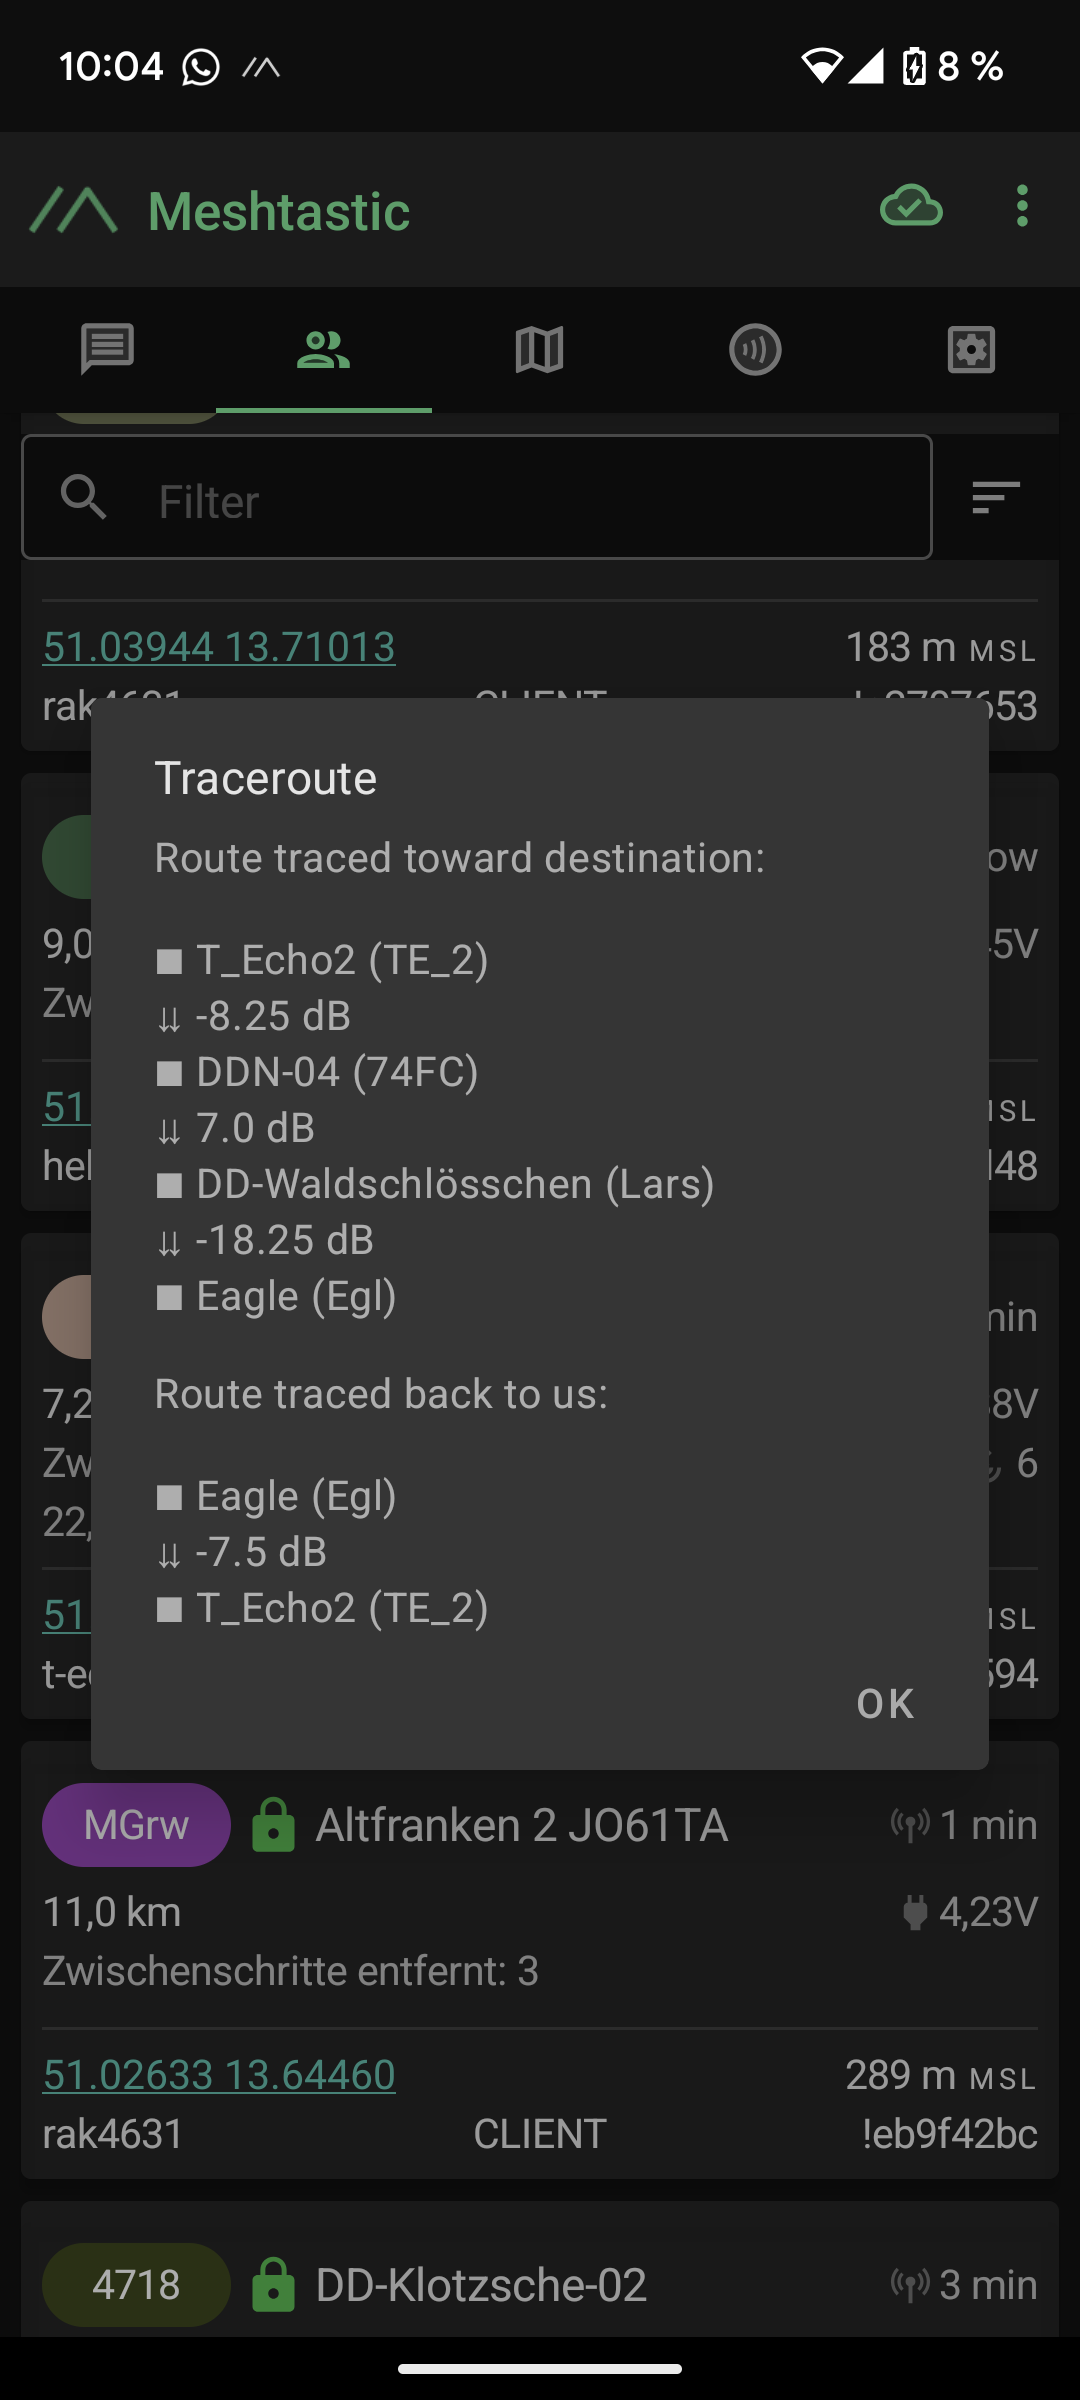 10:04
8 %
Meshtastic
Filter
51.03944 13.71013
183 m MSL
Traceroute
Route traced toward destination:
■ T_Echo2 (TE_2)
⇊ -8.25 dB
■ DDN-04 (74FC)
⇊ 7.0 dB
■ DD-Waldschlösschen (Lars)
⇊ -18.25 dB
■ Eagle (Egl)
Route traced back to us:
■ Eagle (Egl)
⇊ -7.5 dB
■ T_Echo2 (TE_2)
OK
MGrw Altfranken 2 JO61TA 1 min
11,0 km 4,23V
Zwischenschritte entfernt: 3
51.02633 13.64460 289 m MSL
rak4631 CLIENT !eb9f42bc
4718 DD-Klotzsche-02 3 min